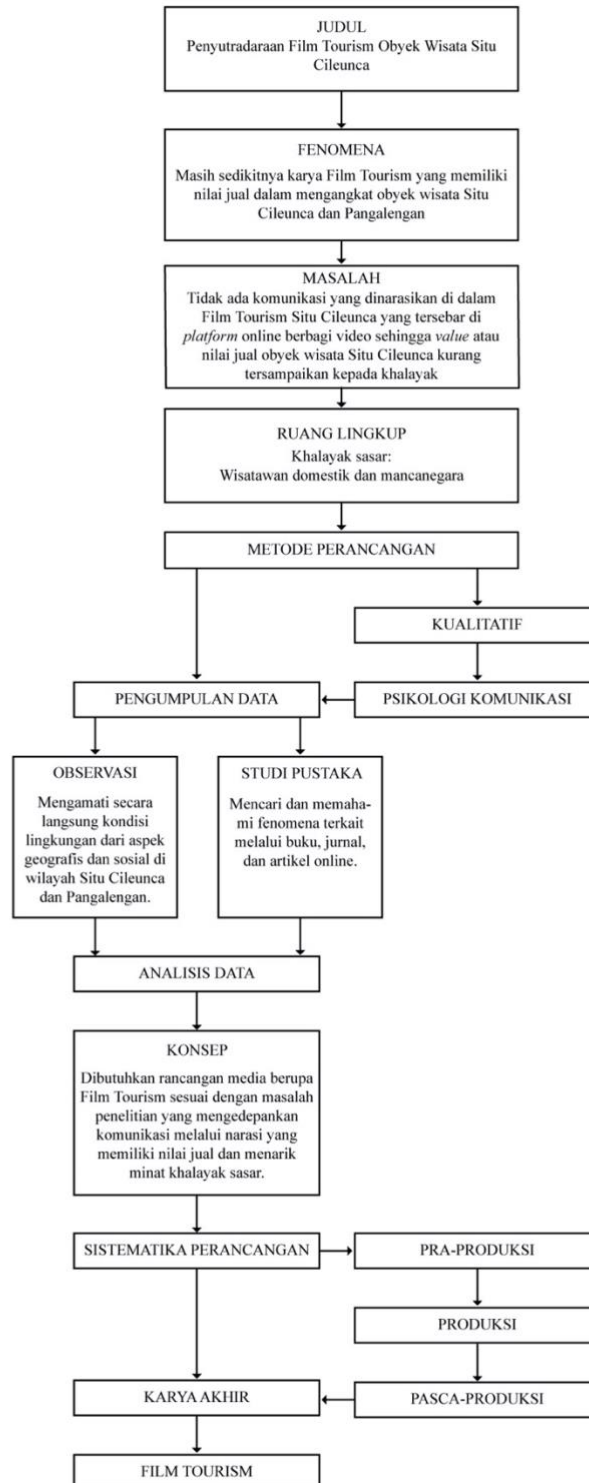 JUDUL
Penyutradaraan Film Tourism Obyek Wisata Situ
Cileunca
FENOMENA
Masih sedikitnya karya Film Tourism yang memiliki
nilai jual dalam mengangkat obyek wisata Situ
Cileunca dan Pangalengan
MASALAH
Tidak ada komunikasi yang dinarasikan di dalam
Film Tourism Situ Cileunca yang tersebar di
platform online berbagi video sehingga value atau
nilai jual obyek wisata Situ Cileunca kurang
tersampaikan kepada khalayak
RUANG LINGKUP
Khalayak sasar:
Wisatawan domestik dan mancanegara
METODE PERANCANGAN
KUALITATIF
PENGUMPULAN DATA
PSIKOLOGI KOMUNIKASI
OBSERVASI
Mengamati secara
langsung kondisi
lingkungan dari aspek
geografis dan sosial di
wilayah Situ Cileunca
dan Pangalengan.
STUDI PUSTAKA
Mencari dan memaha-
mi fenomena terkait
melalui buku, jurnal,
dan artikel online.
ANALISIS DATA
KONSEP
Dibutuhkan rancangan media berupa
Film Tourism sesuai dengan masalah
penelitian yang mengedepankan
komunikasi melalui narasi yang
memiliki nilai jual dan menarik
minat khalayak sasar.
SISTEMATIKA PERANCANGAN
PRA-PRODUKSI
PRODUKSI
KARYA AKHIR
PASCA-PRODUKSI
FILM TOURISM